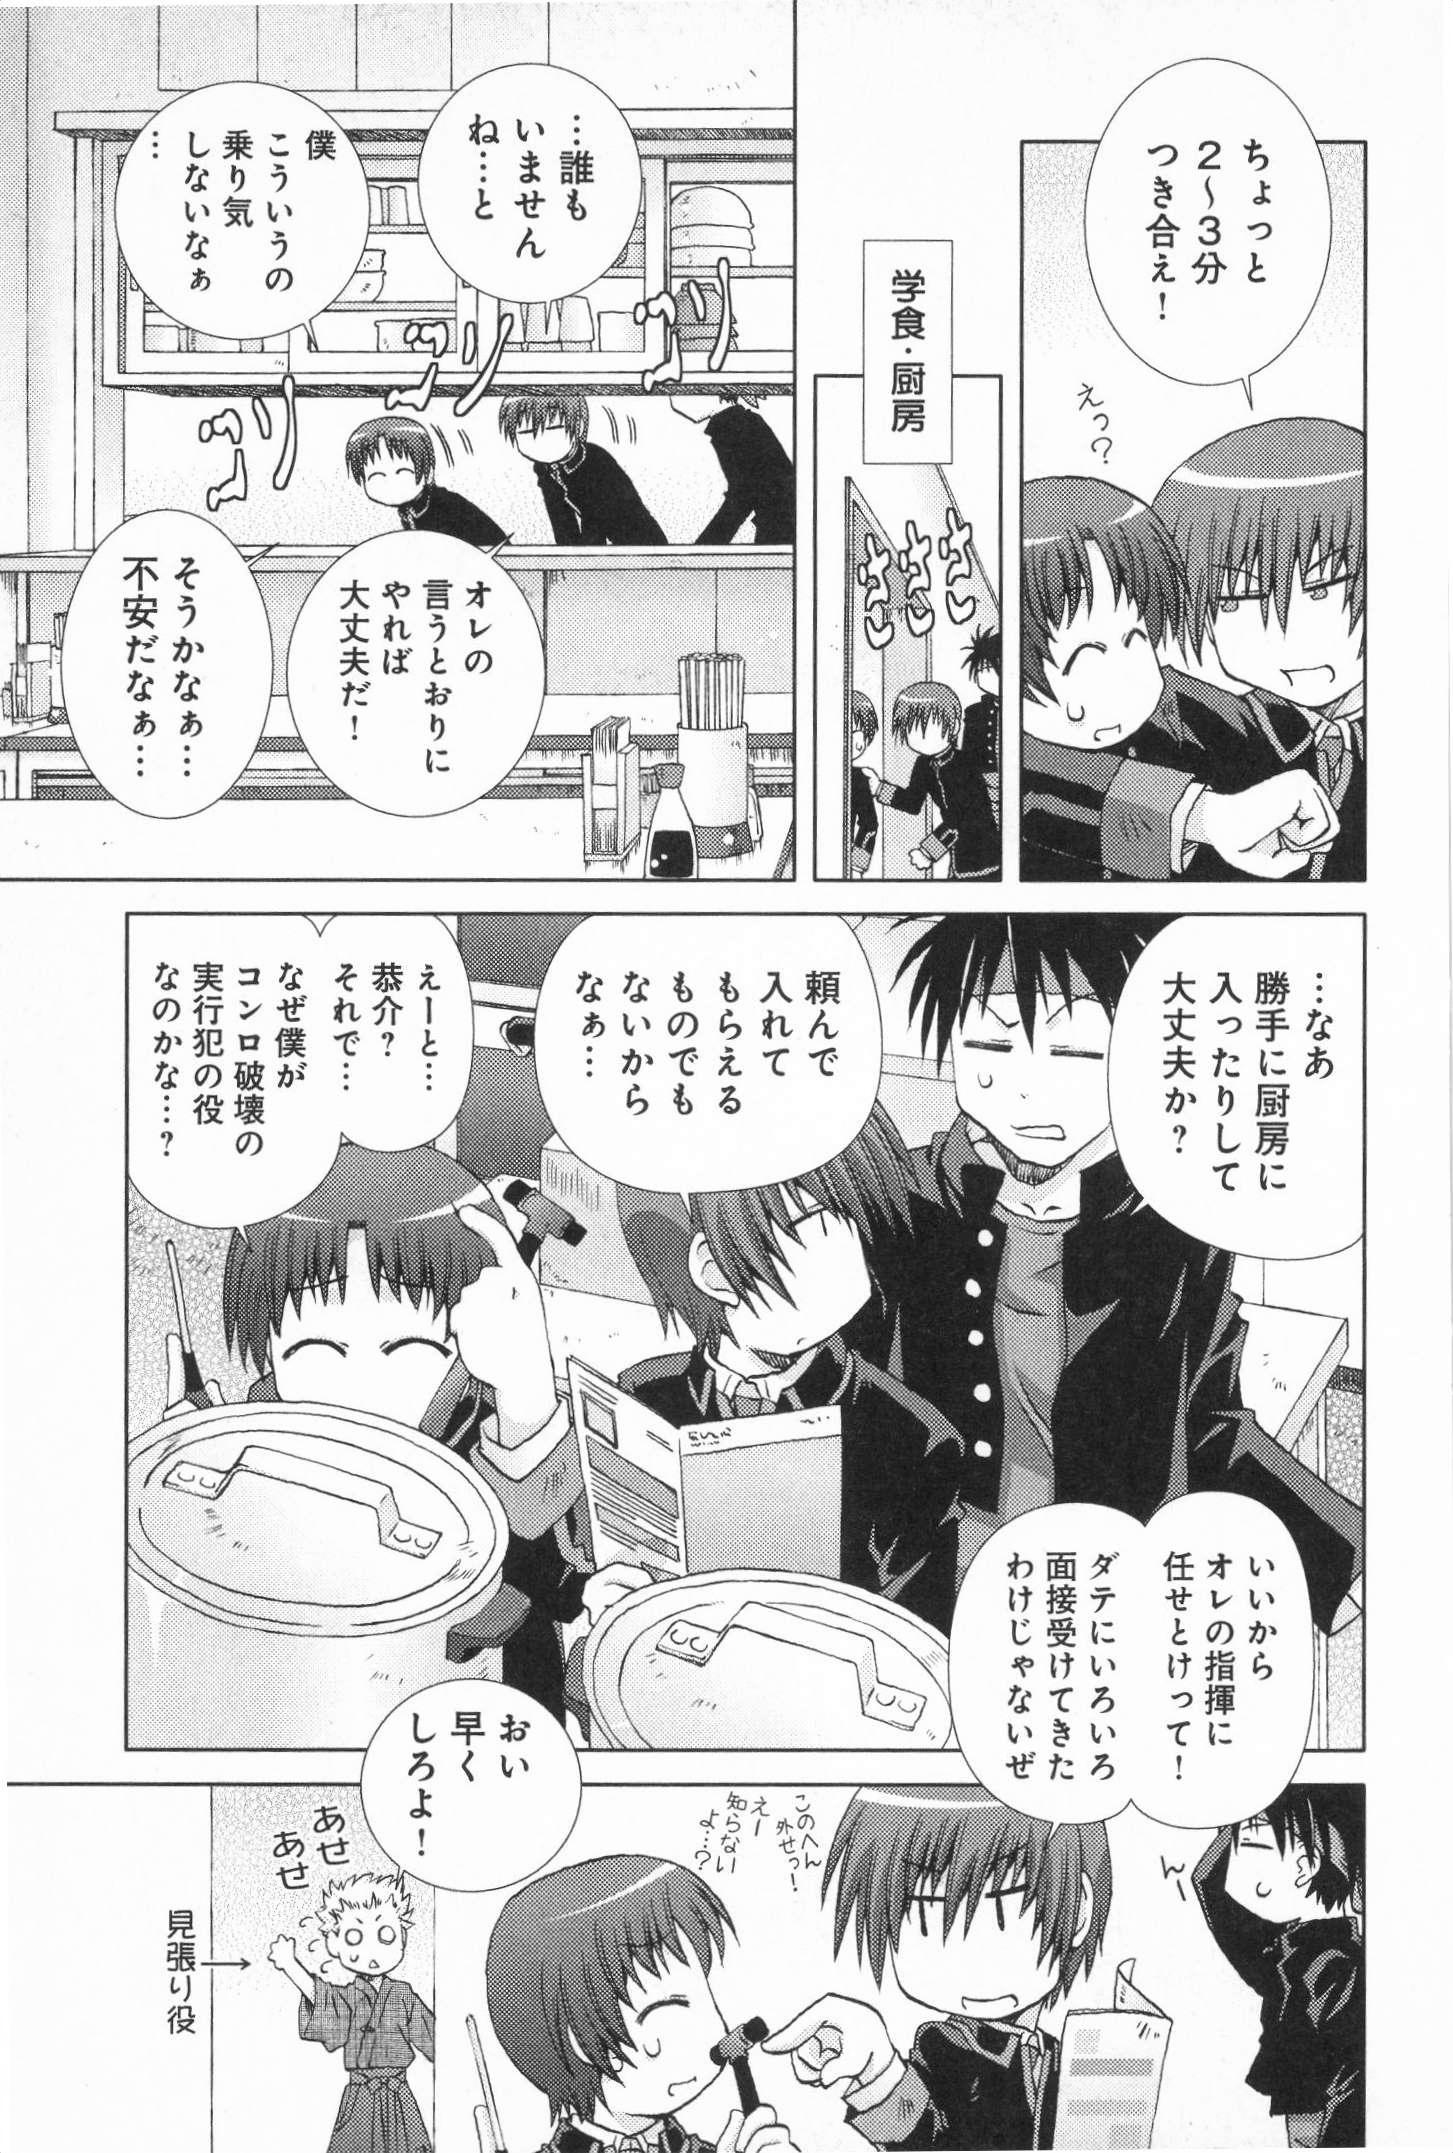 ちょっと
2~3分
つき合え!
えっ?
学食・厨房
さささっ
…誰も
いません
ね…と
僕
こういうの
乗り気
しないなぁ
…
オレの
言うとおりに
やれば
大丈夫だ!
そうかなぁ…
不安だなぁ…
…なあ
勝手に厨房に
入ったりして
大丈夫か?
頼んで
入れて
もらえる
ものでも
ないから
なぁ…
えーと…
恭介?
それで…
なぜ僕が
コンロ破壊の
実行犯の役
なのかな…?
いいから
オレの指揮に
任せとけって!
ダテにいろいろ
面接受けてきた
わけじゃないぜ
んー
このへん
外せっ!
えー
知らない
よ…?
おい
早く
しろよ!
あせ
あせ
見張り役